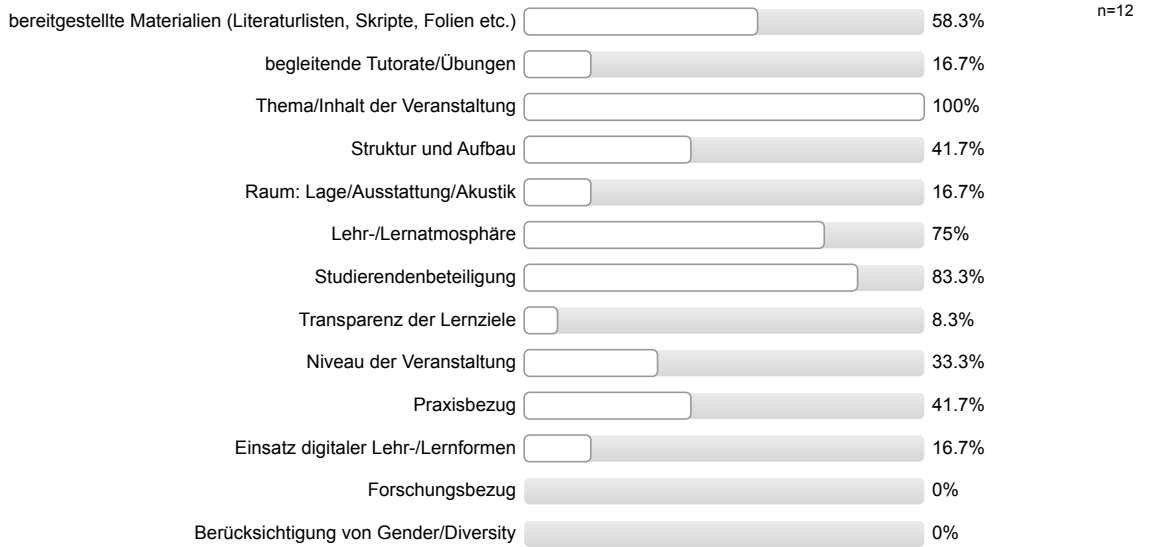 bereitgestellte Materialien (Literaturlisten, Skripte, Folien etc.) 58.3% n=12
begleitende Tutorate/Übungen 16.7%
Thema/Inhalt der Veranstaltung 100%
Struktur und Aufbau 41.7%
Raum: Lage/Ausstattung/Akustik 16.7%
Lehr-/Lernatmosphäre 75%
Studierendenbeteiligung 83.3%
Transparenz der Lernziele 8.3%
Niveau der Veranstaltung 33.3%
Praxisbezug 41.7%
Einsatz digitaler Lehr-/Lernformen 16.7%
Forschungsbezug 0%
Berücksichtigung von Gender/Diversity 0%